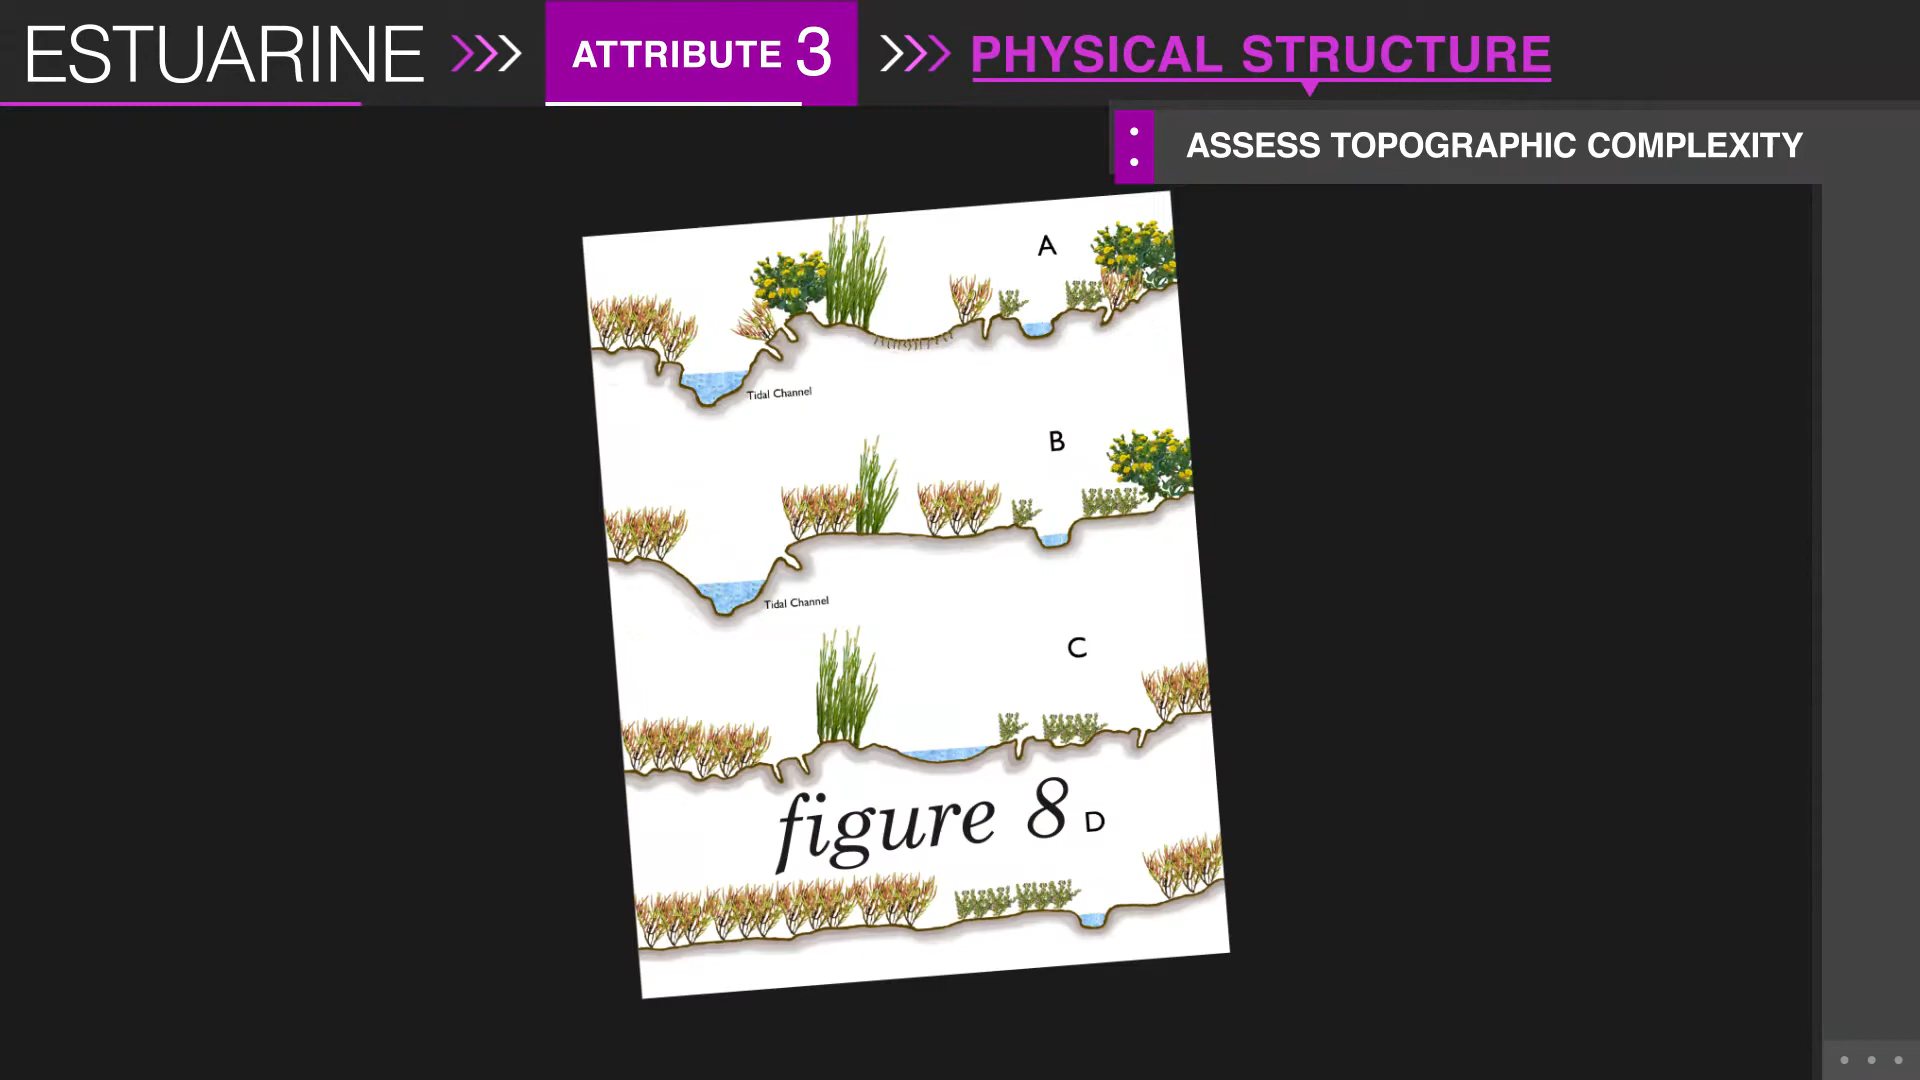 ESTUARINE
ATTRIBUTE 3
PHYSICAL STRUCTURE
ASSESS TOPOGRAPHIC COMPLEXITY
A
Tidal Channel
B
Tidal Channel
C
figure 8
D